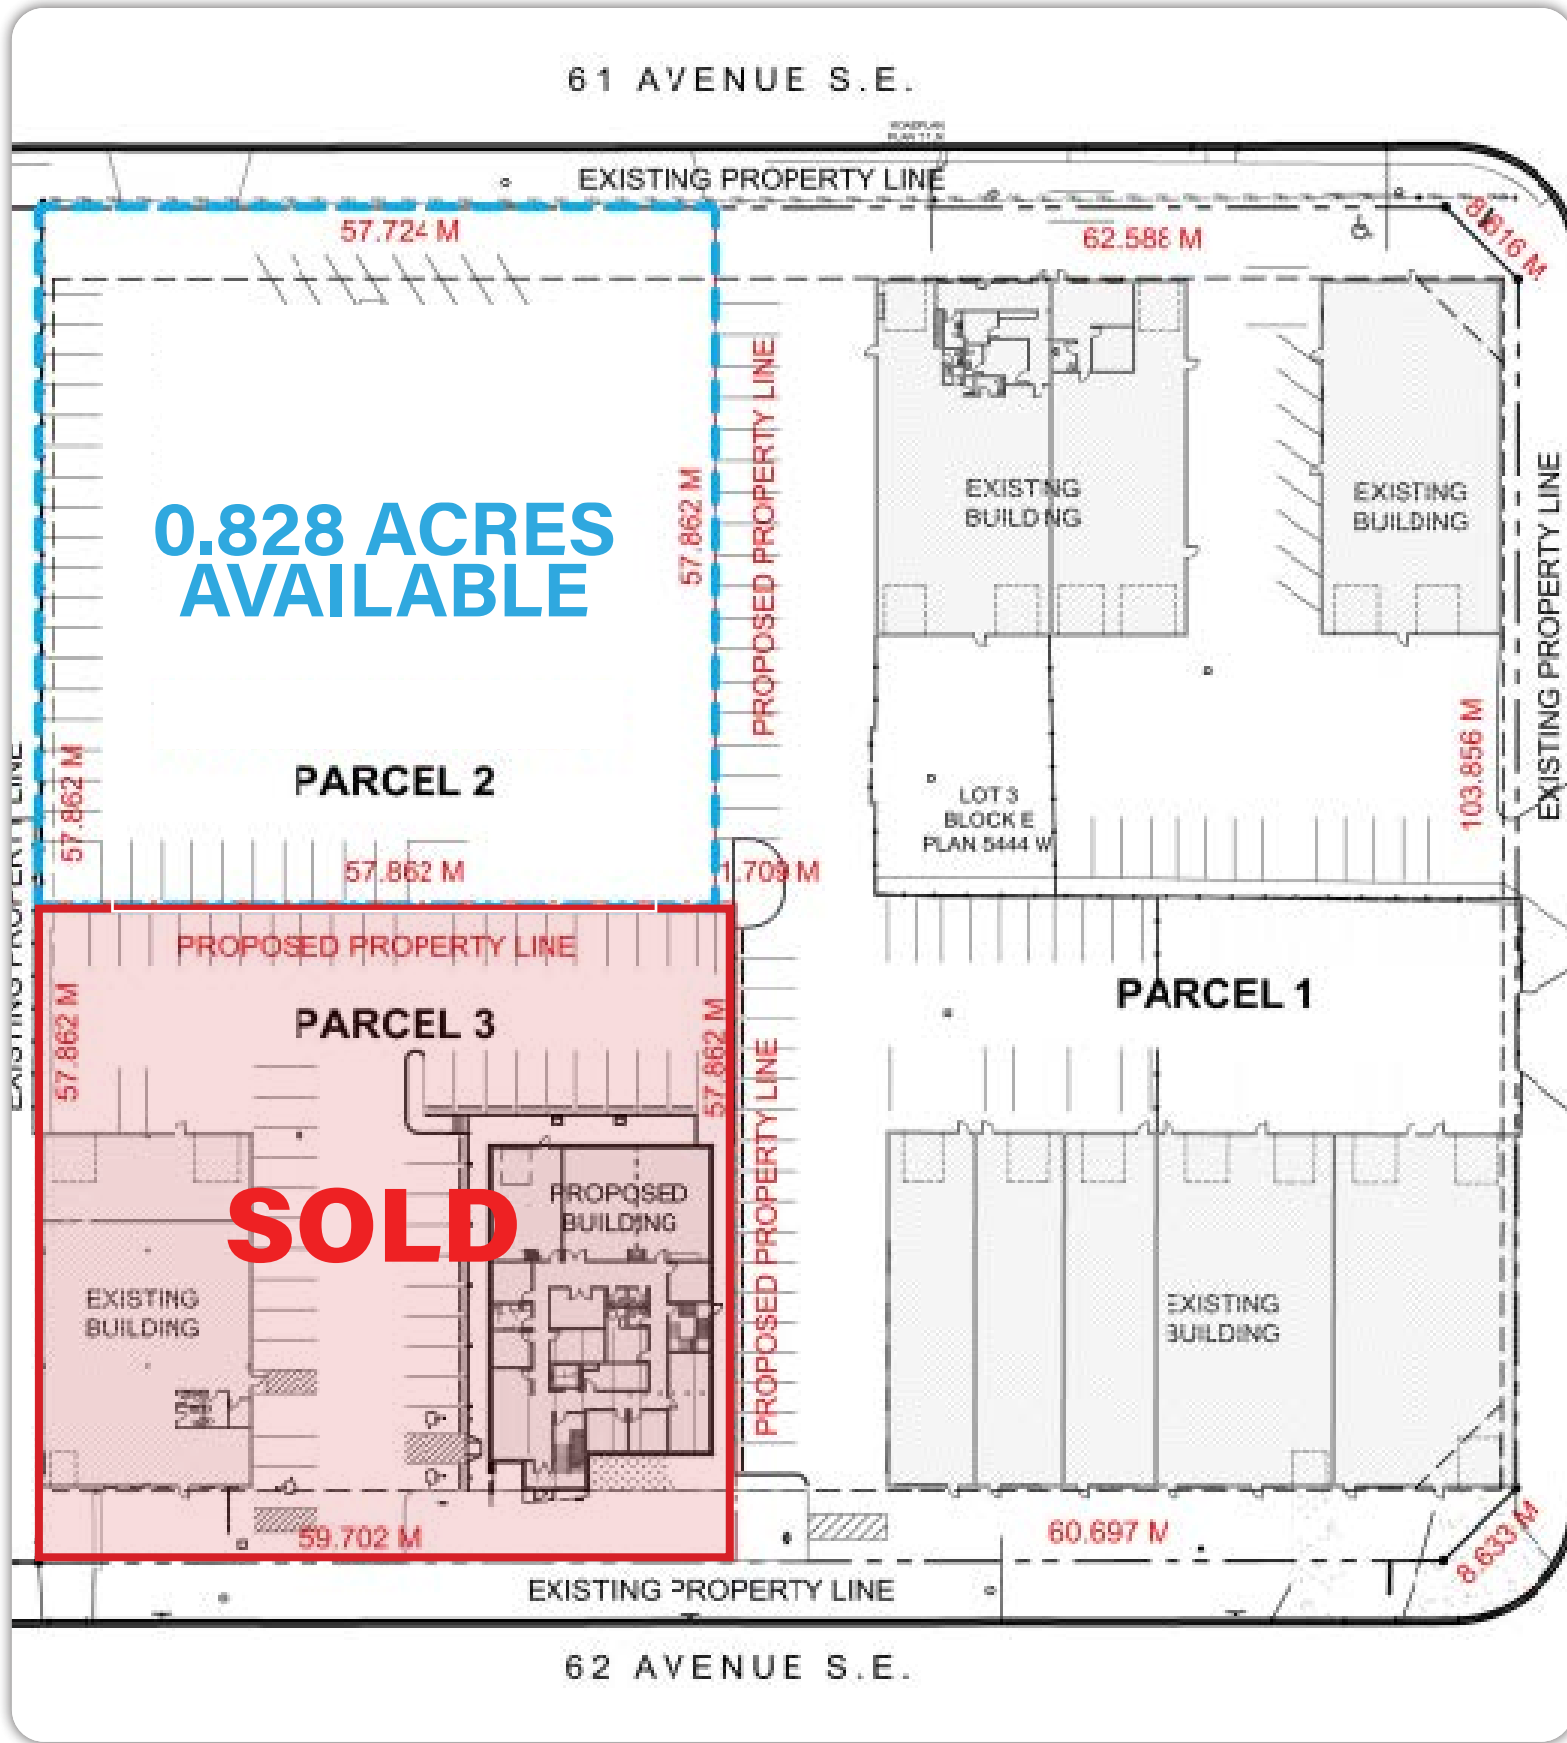 61 AVENUE S.E.
EXISTING PROPERTY LINE
57.724 M
62.588 M
8.816 M
PROPOSED PROPERTY LINE
57.862 M
0.828 ACRES
AVAILABLE
EXISTING
BUILDING
EXISTING
BUILDING
EXISTING PROPERTY LINE
103.856 M
PARCEL 2
57.862 M
EXISTING PROPERTY LINE
LOT 3
BLOCK E
PLAN 5444 W
57.862 M
1.709 M
PROPOSED PROPERTY LINE
PARCEL 3
PARCEL 1
57.862 M
57.862 M
PROPOSED PROPERTY LINE
SOLD
PROPOSED
BUILDING
EXISTING
BUILDING
EXISTING
BUILDING
59.702 M
60.697 M
8.633 M
EXISTING PROPERTY LINE
62 AVENUE S.E.